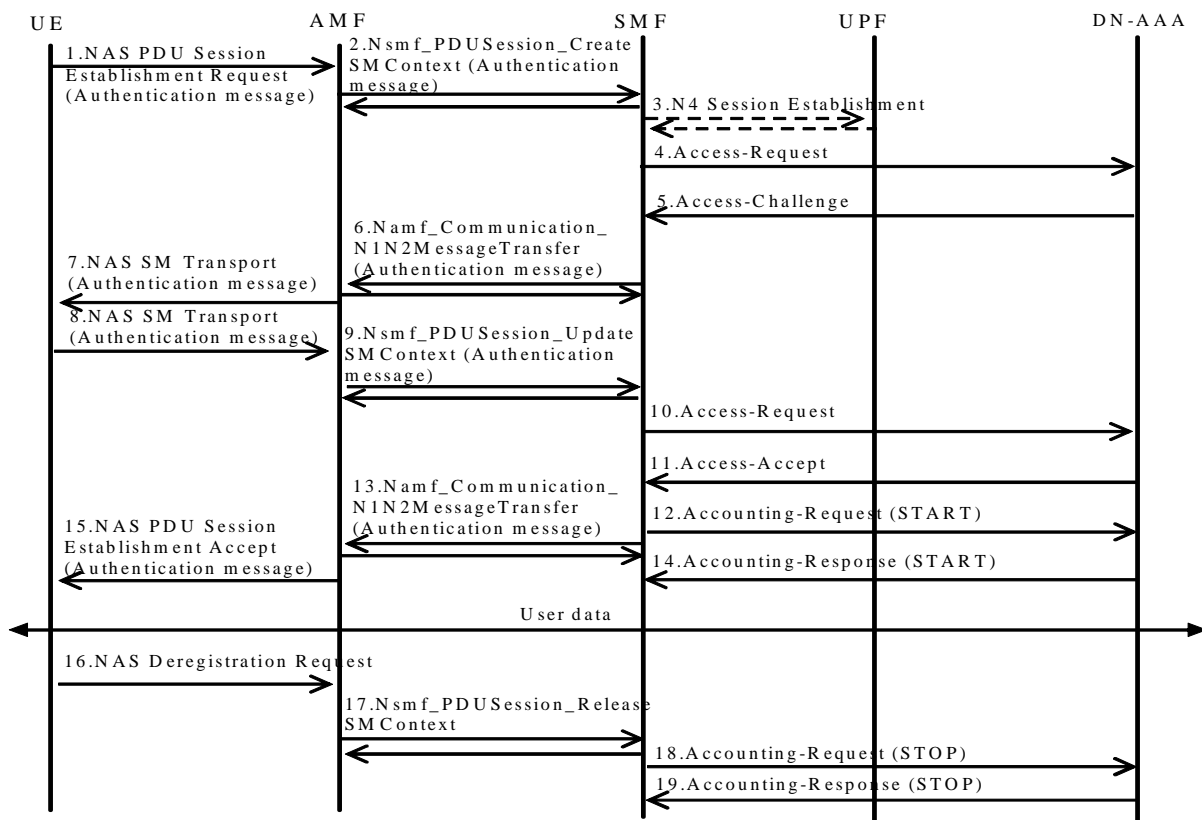 UE AMF SMF UPF DN-AAA
1.NAS PDU Session
Establishment Request
(Authentication message)
2.Nsmf_PDUSession_Create
SMContext (Authentication
message)
3.N4 Session Establishment
4.Access-Request
5.Access-Challenge
6.Namf_Communication_
N1N2MessageTransfer
(Authentication message)
7.NAS SM Transport
(Authentication message)
8.NAS SM Transport
(Authentication message)
9.Nsmf_PDUSession_Update
SMContext (Authentication
message)
10.Access-Request
11.Access-Accept
13.Namf_Communication_
N1N2MessageTransfer
(Authentication message)
12.Accounting-Request (START)
15.NAS PDU Session
Establishment Accept
(Authentication message)
14.Accounting-Response (START)
User data
16.NAS Deregistration Request
17.Nsmf_PDUSession_Release
SMContext
18.Accounting-Request (STOP)
19.Accounting-Response (STOP)